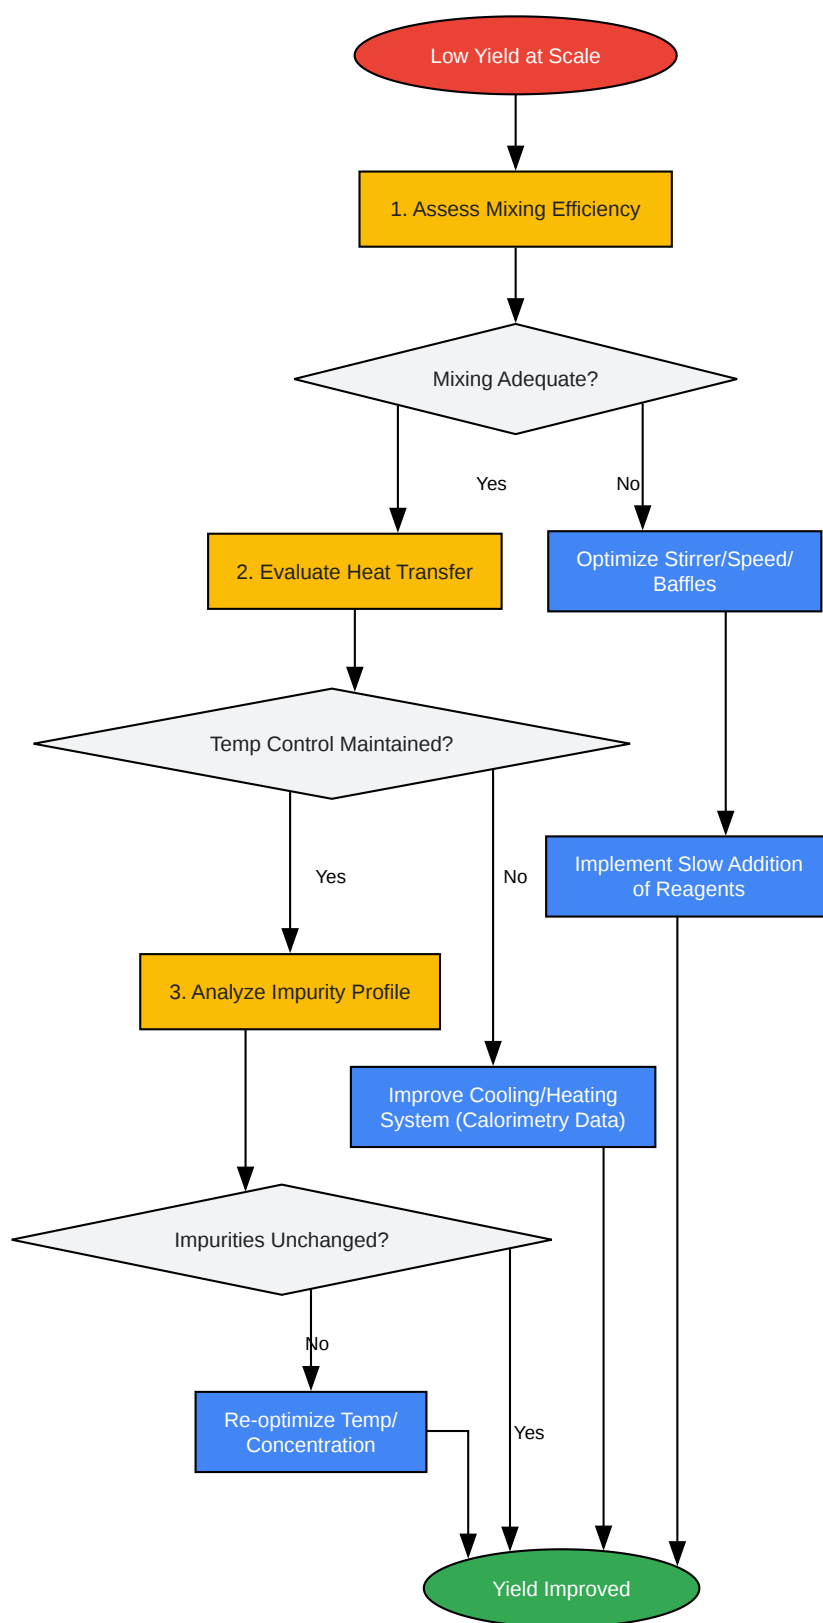 Low Yield at Scale
1. Assess Mixing Efficiency
Mixing Adequate?
Yes
No
2. Evaluate Heat Transfer
Optimize Stirrer/Speed/
Baffles
Temp Control Maintained?
Yes
No
Implement Slow Addition
of Reagents
3. Analyze Impurity Profile
Improve Cooling/Heating
System (Calorimetry Data)
Impurities Unchanged?
No
Yes
Re-optimize Temp/
Concentration
Yield Improved